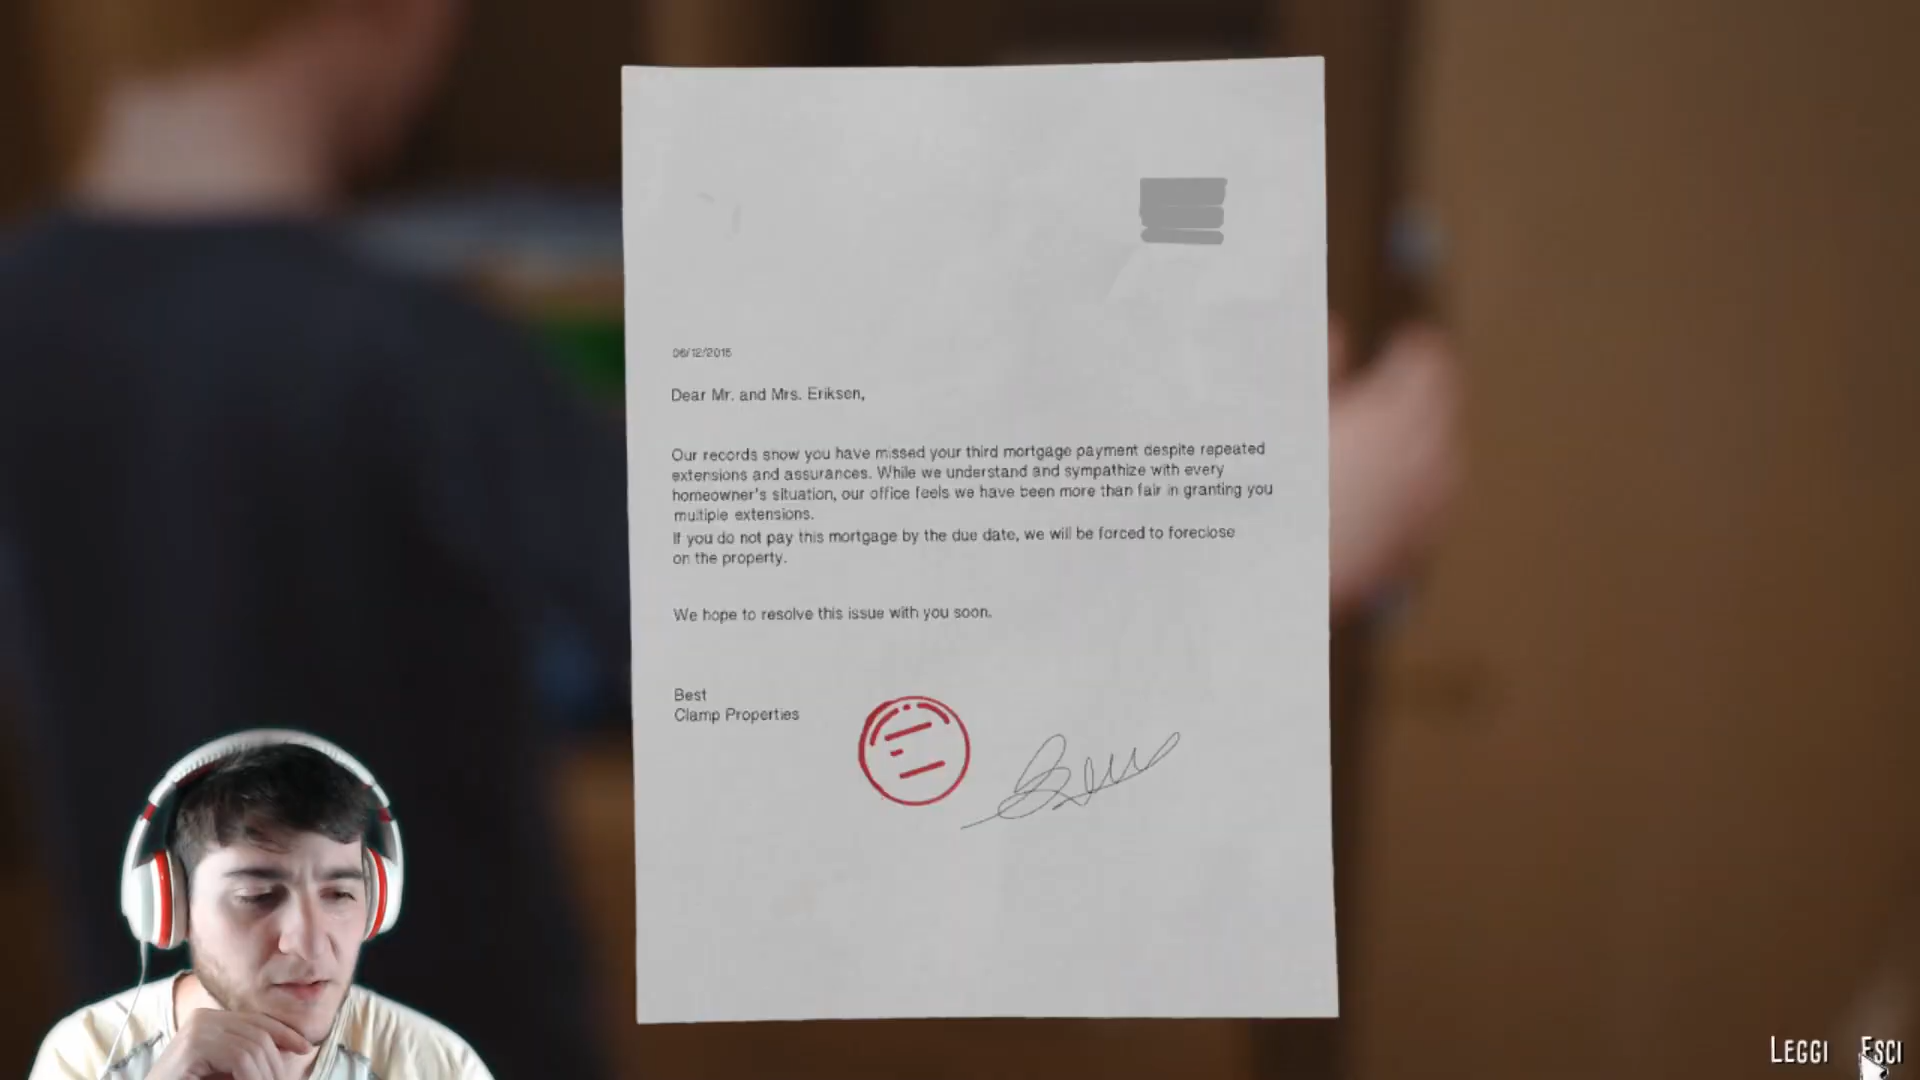 06/12/2015
Dear Mr. and Mrs. Eriksen,
Our records show you have missed your third mortgage payment despite repeated
extensions and assurances. While we understand and sympathize with every
homeowner's situation, our office feels we have been more than fair in granting you
multiple extensions.
If you do not pay this mortgage by the due date, we will be forced to foreclose
on the property.
We hope to resolve this issue with you soon.
Best
Clamp Properties
LEGGI ESCI